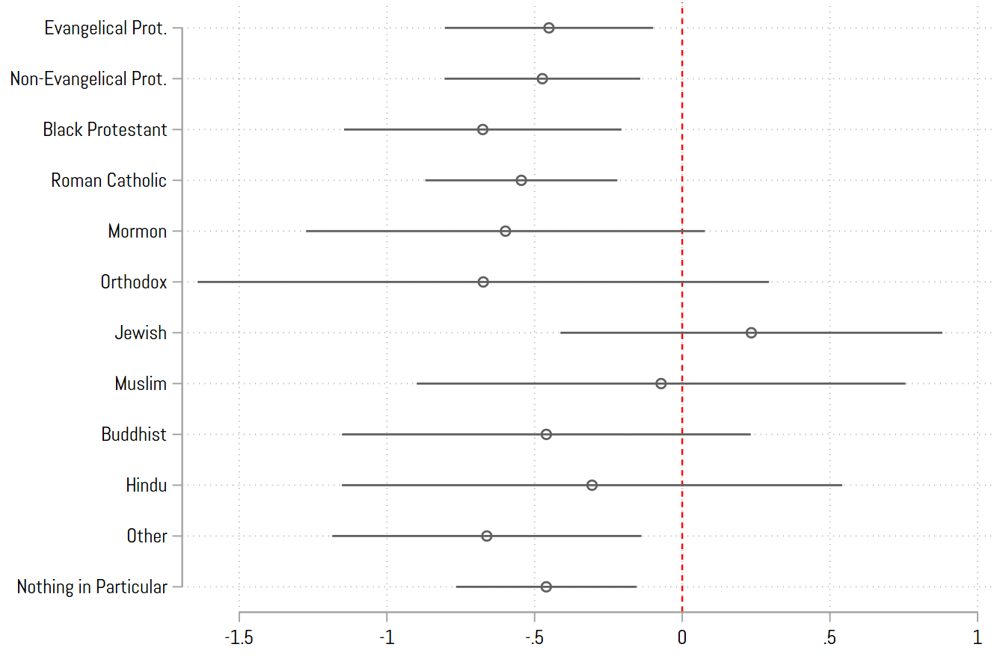 Evangelical Prot.
Non-Evangelical Prot.
Black Protestant
Roman Catholic
Mormon
Orthodox
Jewish
Muslim
Buddhist
Hindu
Other
Nothing in Particular
-1.5 -1 -.5 0 .5 1